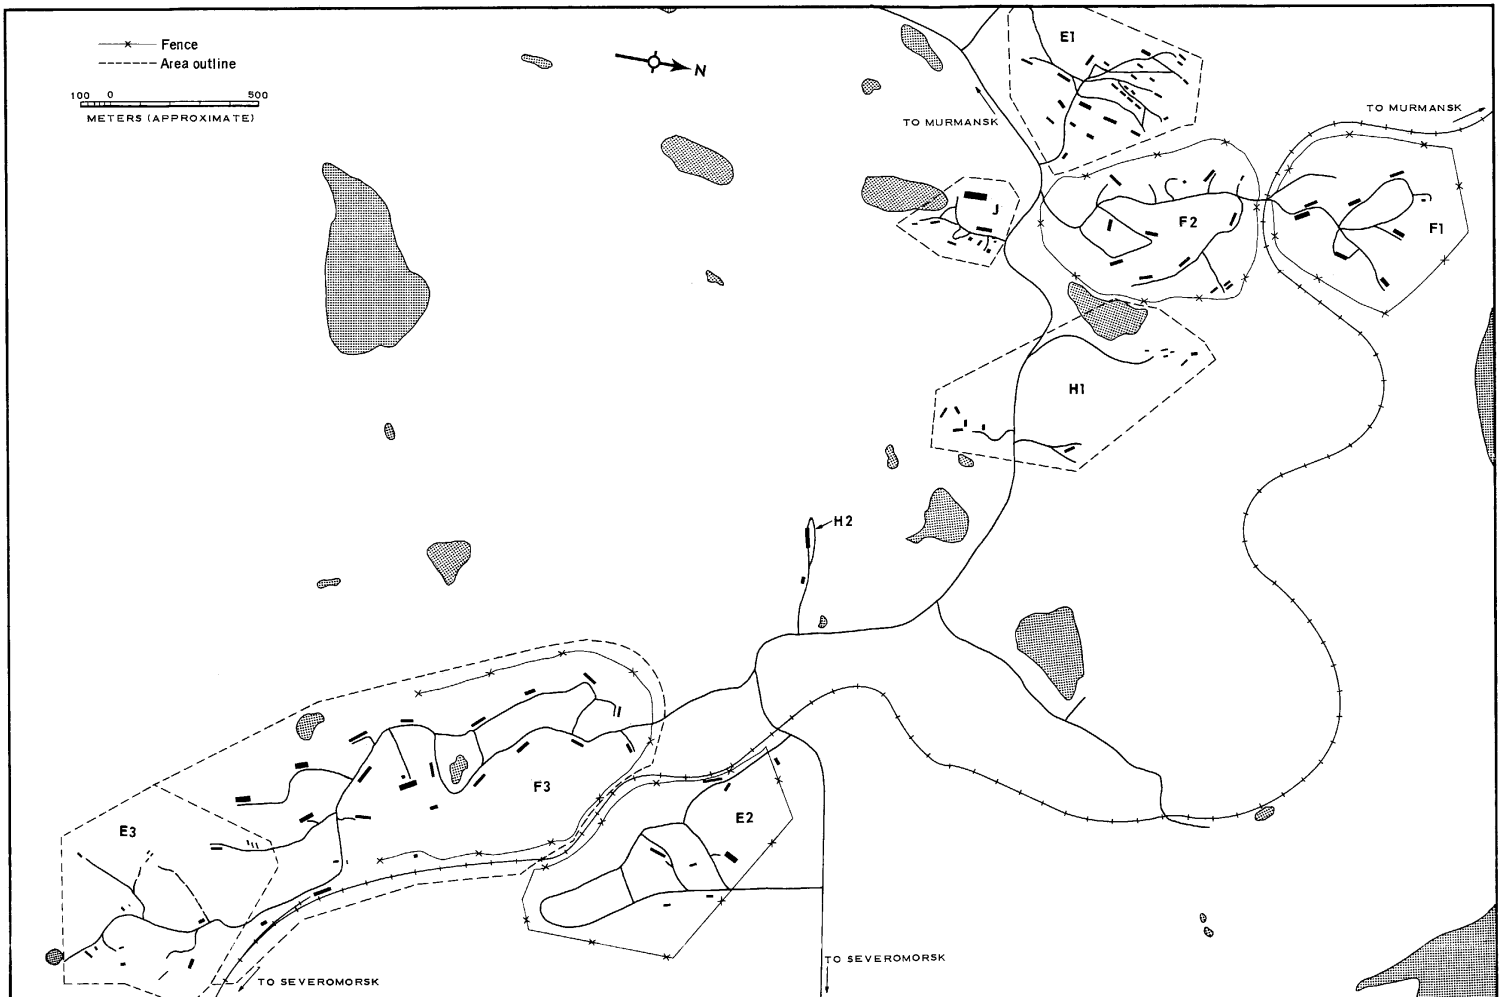 Fence
Area outline
100 0 500
METERS (APPROXIMATE)
N
E1
TO MURMANSK
TO MURMANSK
J
F2
F1
H1
H2
F3
E2
E3
TO SEVEROMORSK
TO SEVEROMORSK